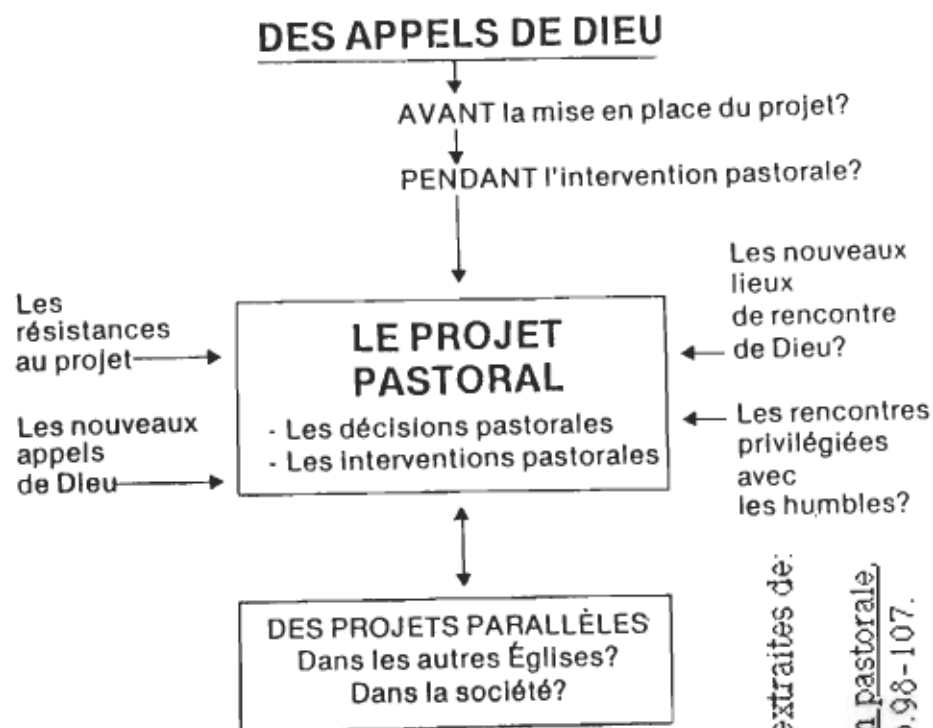 DES APPELS DE DIEU
AVANT la mise en place du projet?
PENDANT l'intervention pastorale?
Les
résistances
au projet
Les nouveaux
appels
de Dieu
LE PROJET
PASTORAL
- Les décisions pastorales
- Les interventions pastorales
Les nouveaux
lieux
de rencontre
de Dieu?
Les rencontres
privilégiées
avec
les humbles?
DES PROJETS PARALLÈLES
Dans les autres Églises?
Dans la société?
extraites de:
pastorale,
98-107.